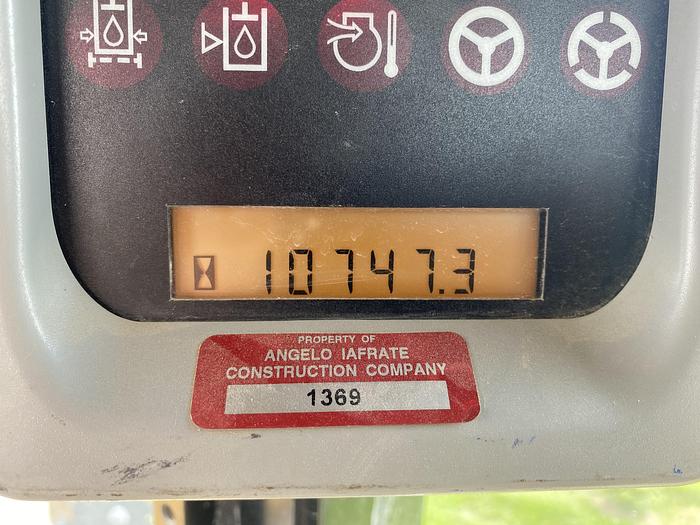 10747.3
PROPERTY OF
ANGELO IAFRATE
CONSTRUCTION COMPANY
1369